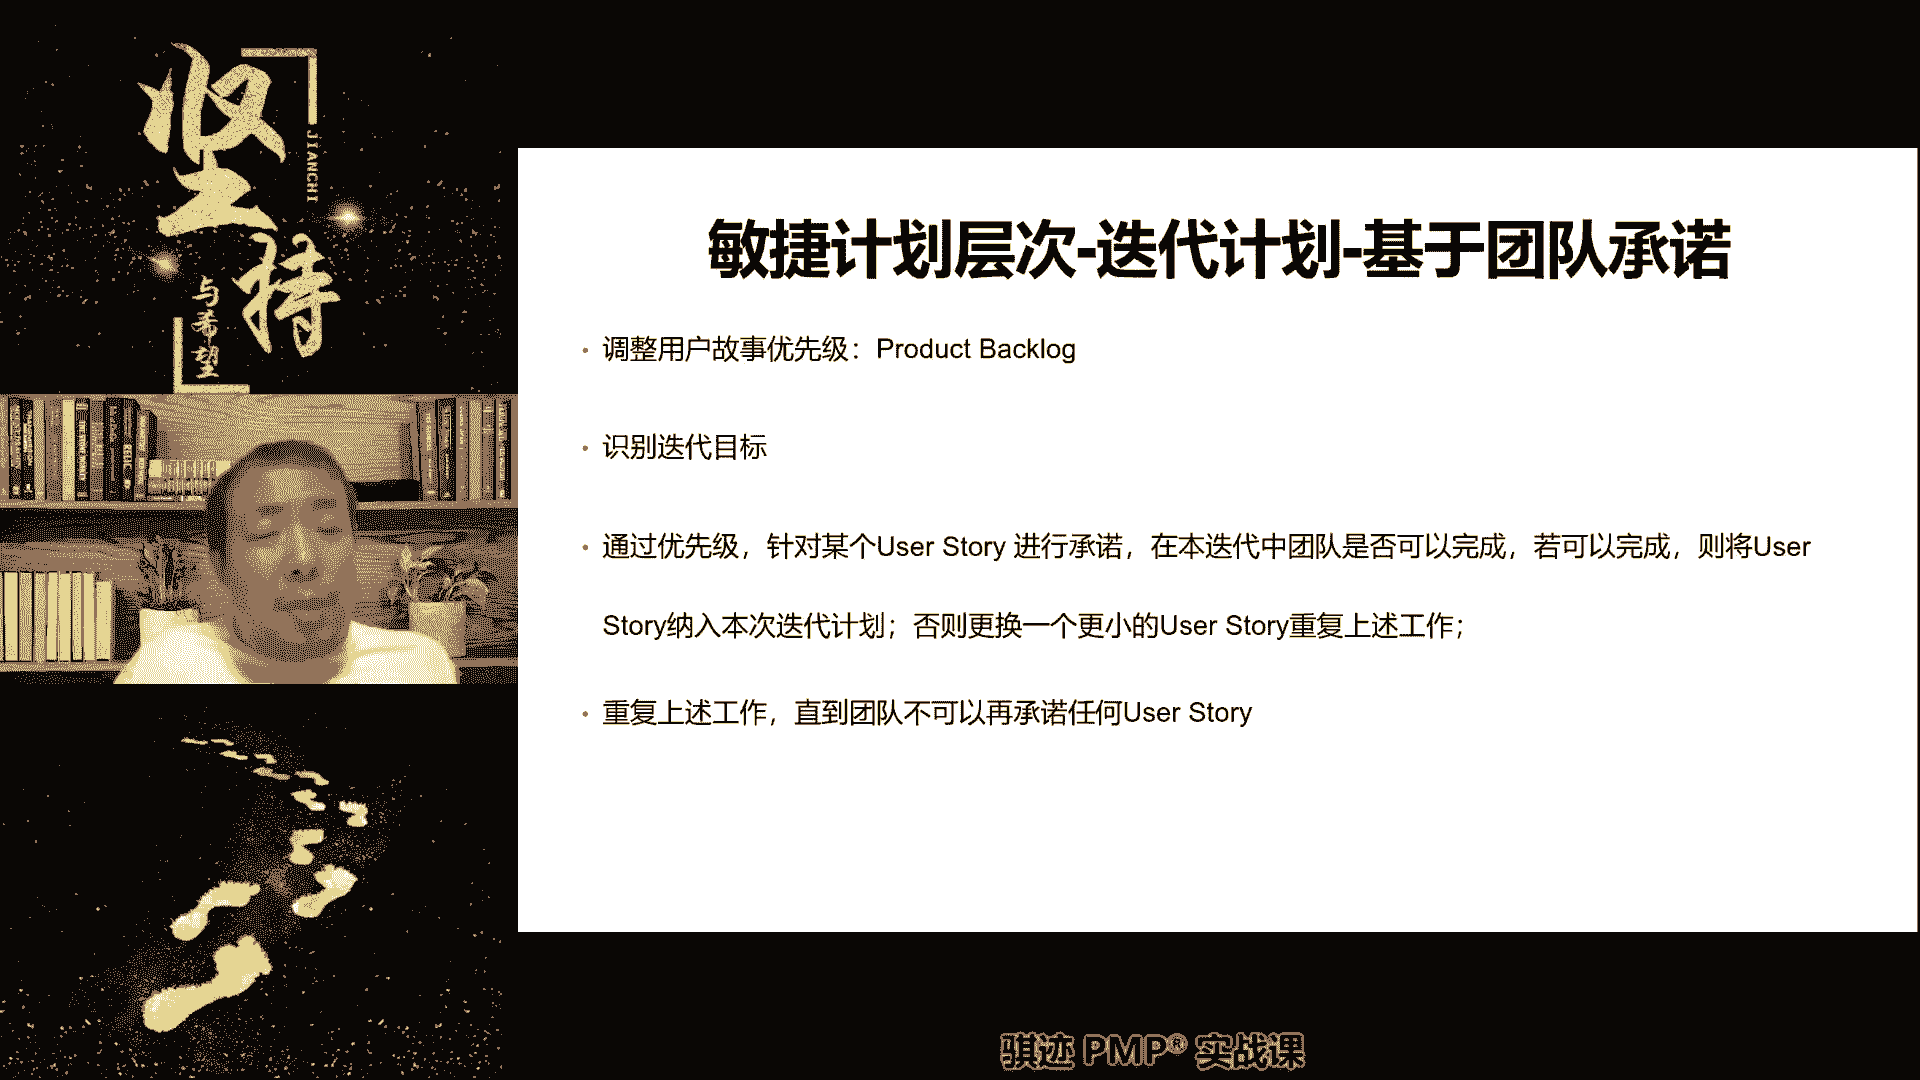 坚持
JIANCHI
与希望
敏捷计划层次-迭代计划-基于团队承诺
• 调整用户故事优先级：Product Backlog
• 识别迭代目标
• 通过优先级，针对某个User Story 进行承诺，在本迭代中团队是否可以完成，若可以完成，则将User
Story纳入本次迭代计划；否则更换一个更小的User Story重复上述工作；
• 重复上述工作，直到团队不可以再承诺任何User Story
骐迹 PMP® 实战课